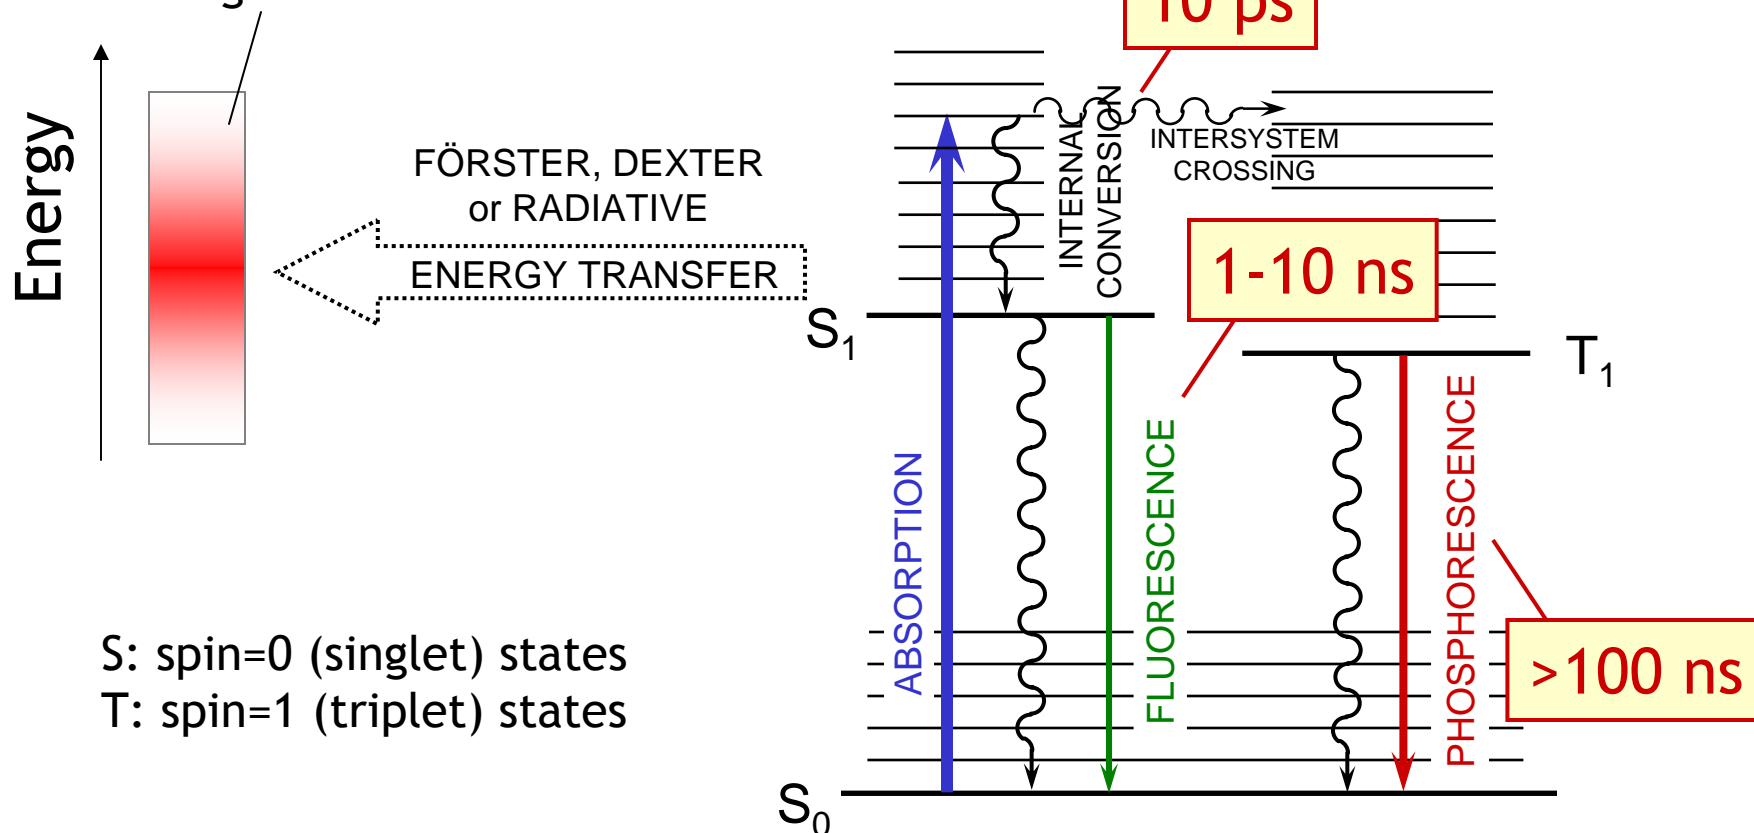 10 ps
Energy
FÖRSTER, DEXTER
or RADIATIVE
ENERGY TRANSFER
INTERNAL
CONVERSION
INTERSYSTEM
CROSSING
1-10 ns
S1
T1
ABSORPTION
FLUORESCENCE
PHOSPHORESCENCE
>100 ns
S: spin=0 (singlet) states
T: spin=1 (triplet) states
S0